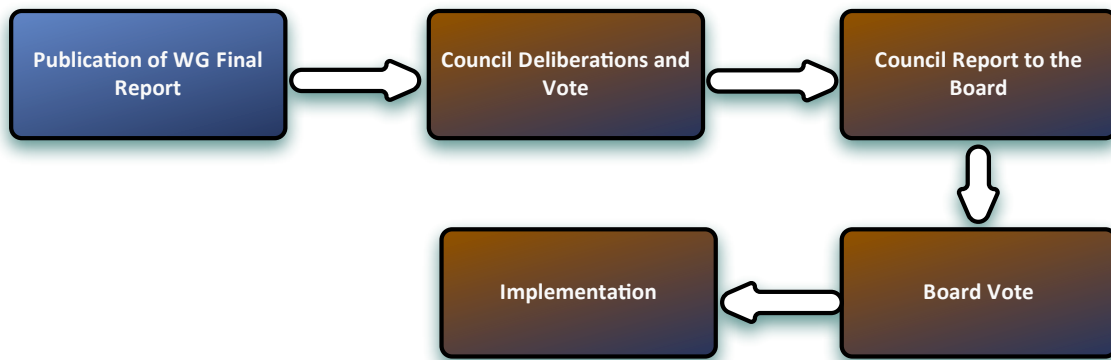 Publication of WG Final
Report
Council Deliberations and
Vote
Council Report to the
Board
Board Vote
Implementation